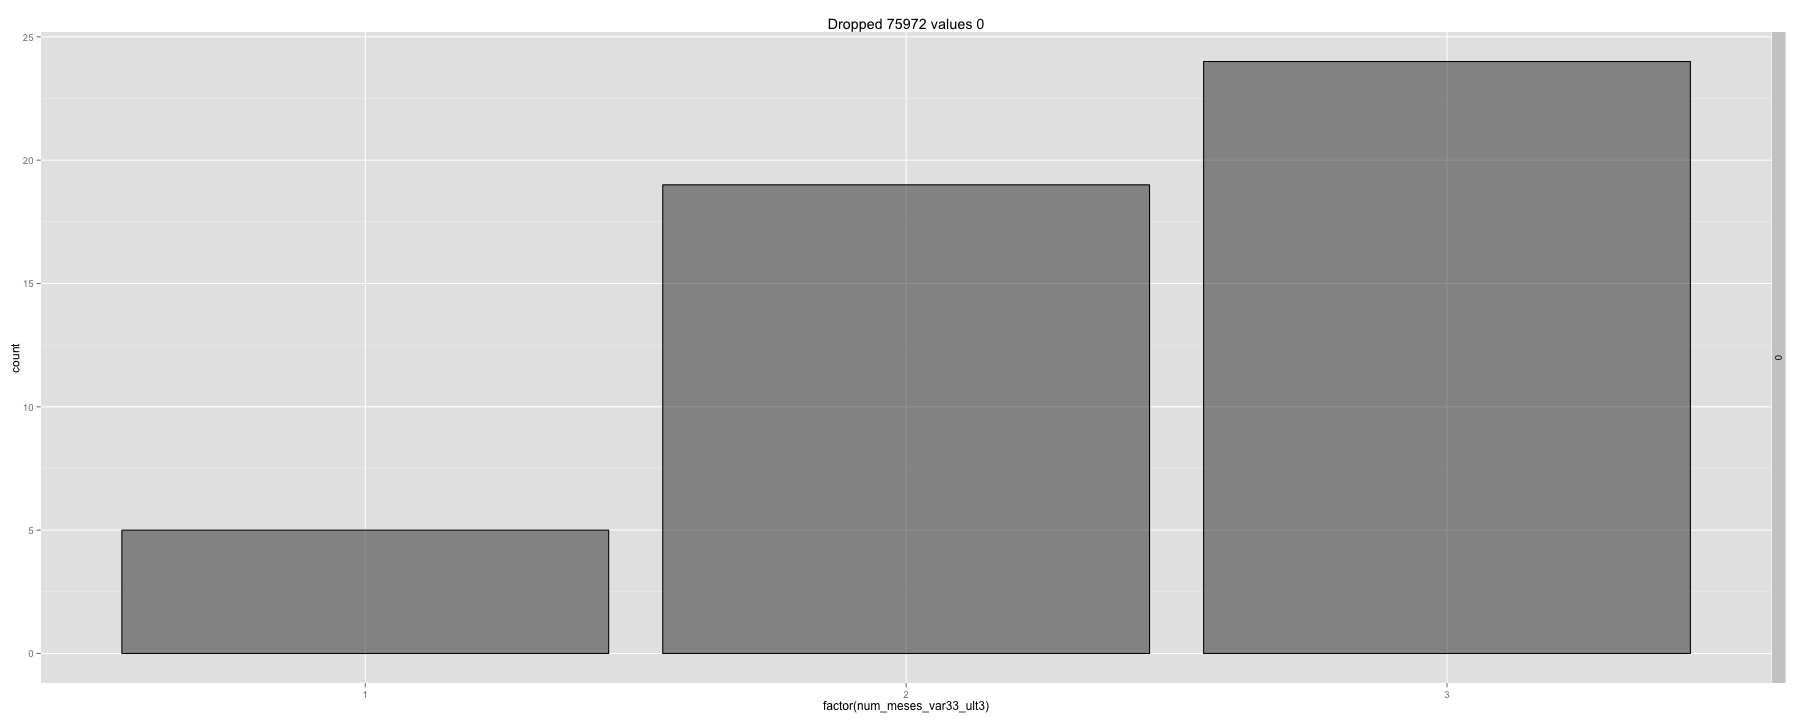 Dropped 75972 values 0
25
20
15
10
5
0
count
0
1 2 3
factor(num_meses_var33_ult3)